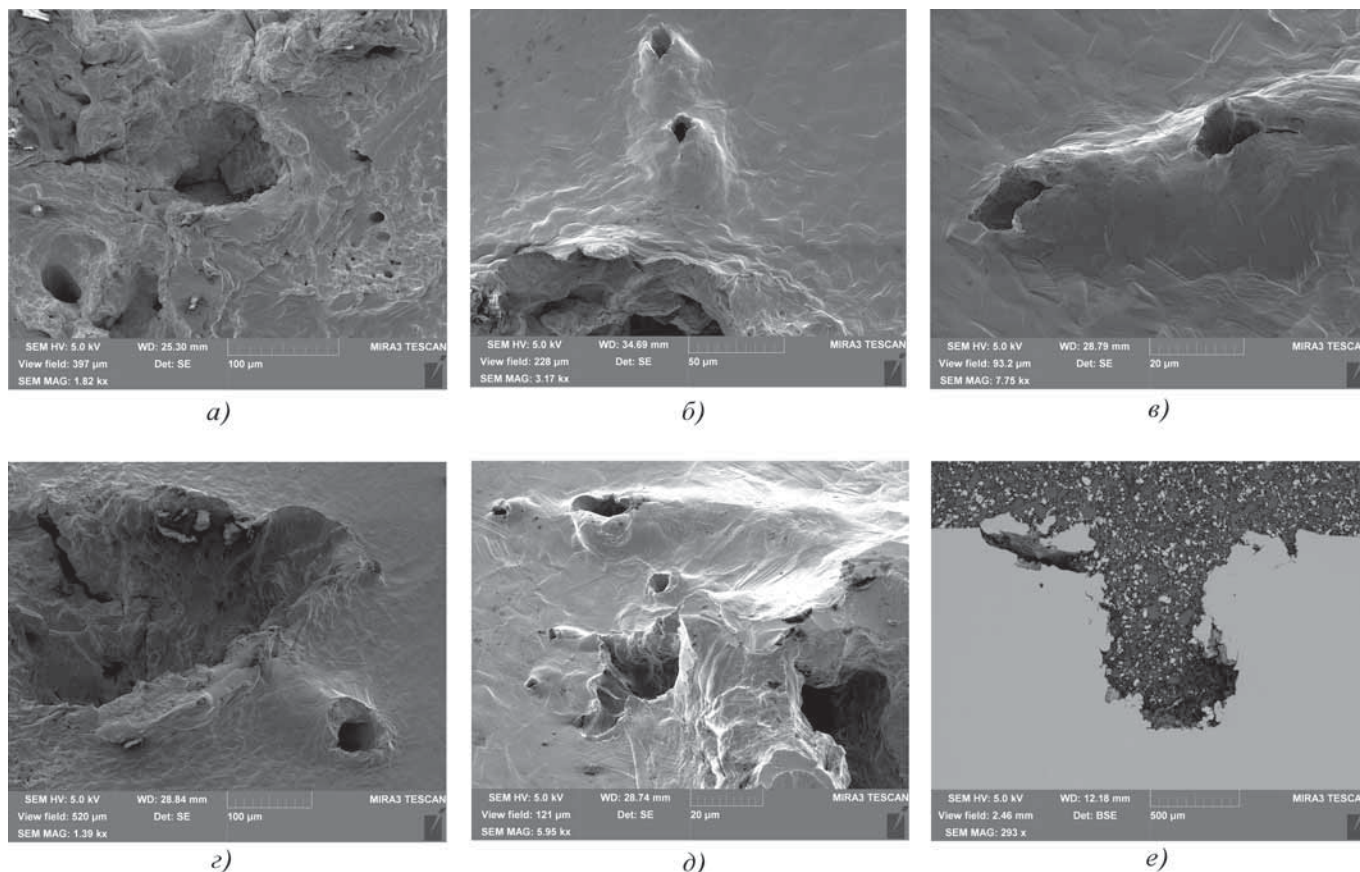 SEM HV: 5.0 kV WD: 25.30 mm MIRA3 TESCAN
View field: 397 µm Det: SE 100 µm
SEM MAG: 1.82 kx
а)
SEM HV: 5.0 kV WD: 34.69 mm MIRA3 TESCAN
View field: 228 µm Det: SE 50 µm
SEM MAG: 3.17 kx
б)
SEM HV: 5.0 kV WD: 28.79 mm MIRA3 TESCAN
View field: 93.2 µm Det: SE 20 µm
SEM MAG: 7.75 kx
в)
SEM HV: 5.0 kV WD: 28.84 mm MIRA3 TESCAN
View field: 520 µm Det: SE 100 µm
SEM MAG: 1.39 kx
г)
SEM HV: 5.0 kV WD: 28.74 mm MIRA3 TESCAN
View field: 121 µm Det: SE 20 µm
SEM MAG: 5.95 kx
д)
SEM HV: 5.0 kV WD: 12.18 mm MIRA3 TESCAN
View field: 2.46 mm Det: BSE 500 µm
SEM MAG: 293 x
е)